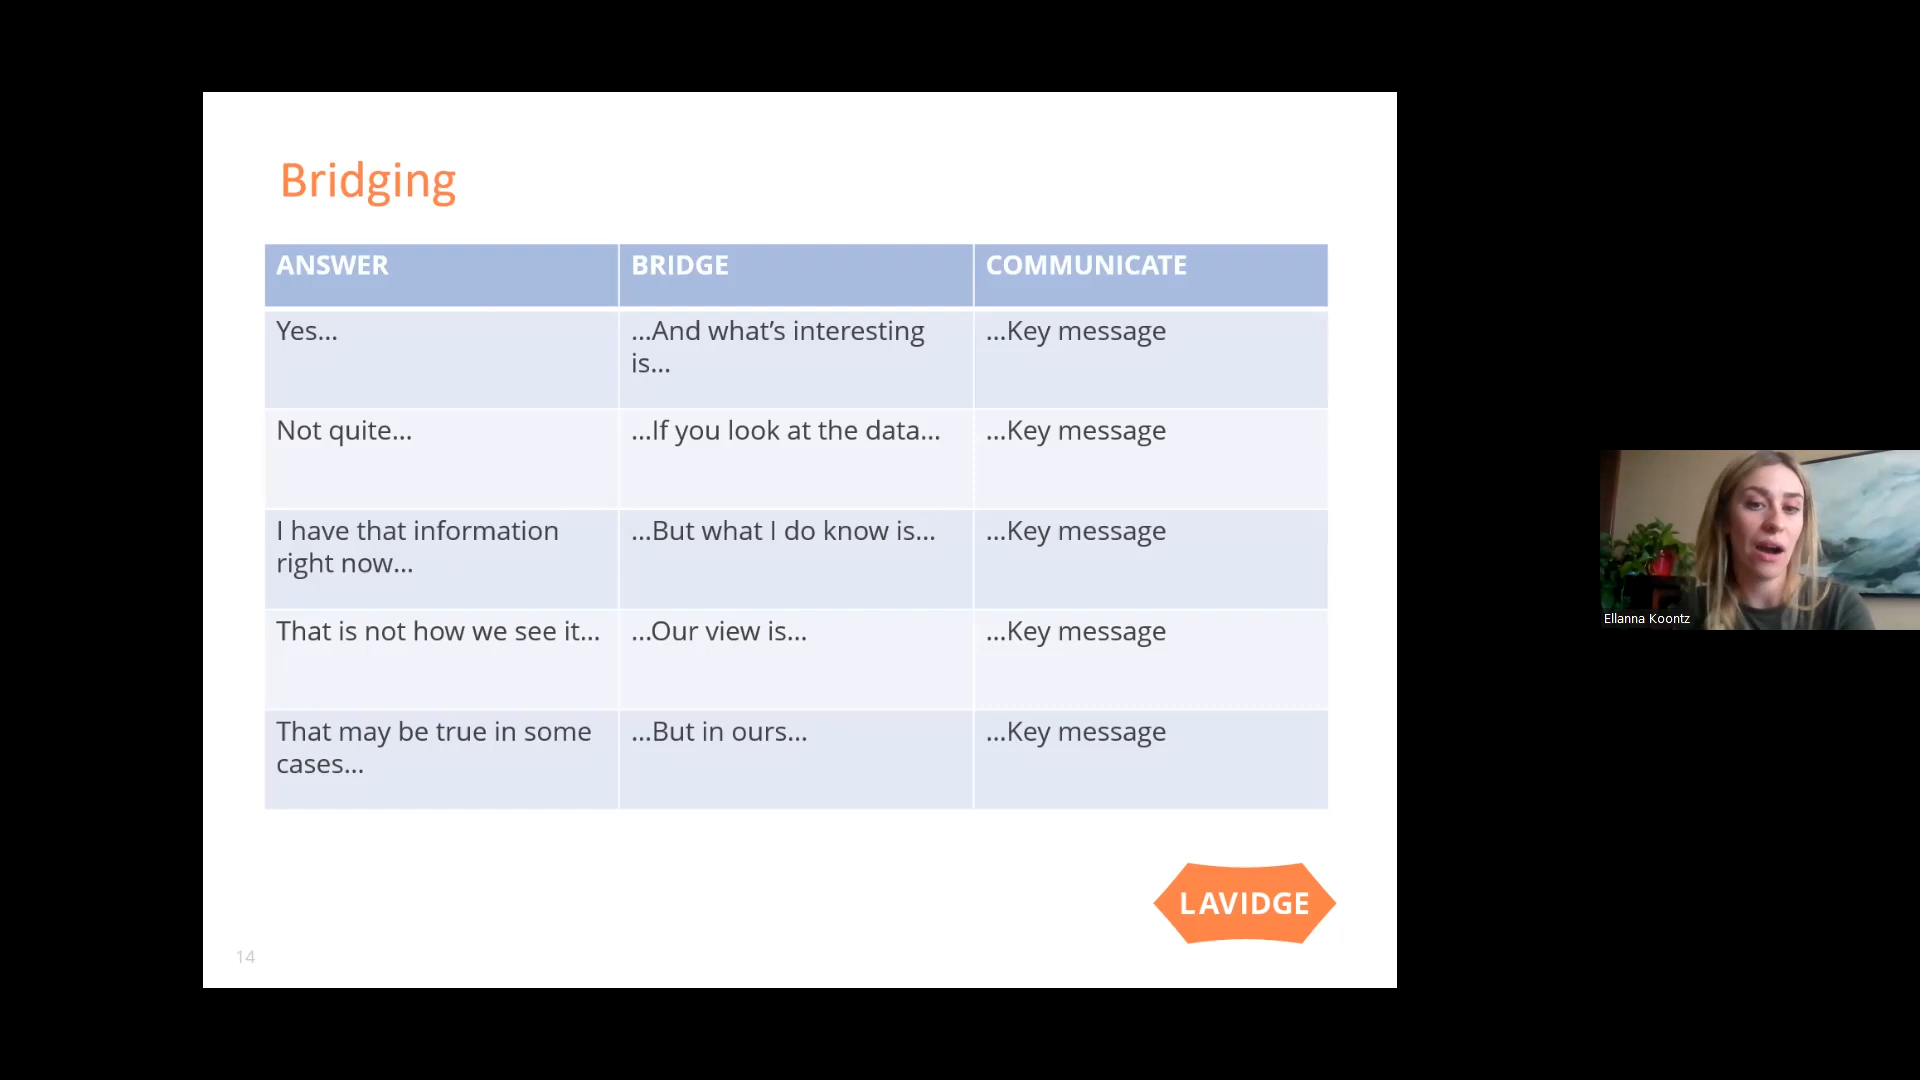 Bridging
ANSWER
BRIDGE
COMMUNICATE
Yes...
...And what’s interesting
is...
...Key message
Not quite...
...If you look at the data...
...Key message
I have that information
right now...
...But what I do know is...
...Key message
That is not how we see it...
...Our view is...
...Key message
That may be true in some
cases...
...But in ours...
...Key message
LAVIDGE
14
Ellanna Koontz